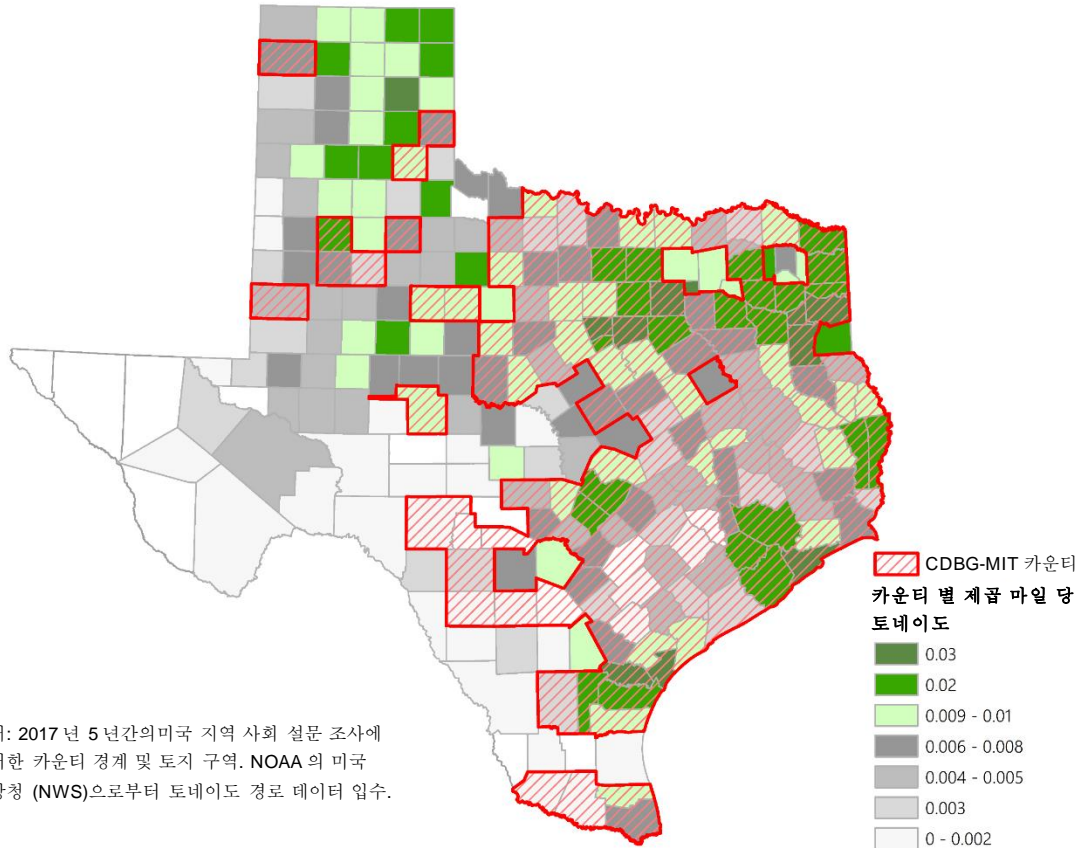 CDBG-MIT 카운티
카운티 별 제곱 마일 당
토네이도
0.03
0.02
0.009 - 0.01
0.006 - 0.008
0.004 - 0.005
0.003
0 - 0.002
: 2017 년 5 년간의미국 지역 사회 설문 조사에
카운티 경계 및 토지 구역. NOAA 의 미국
(NWS)으로부터 토네이도 경로 데이터 입수.